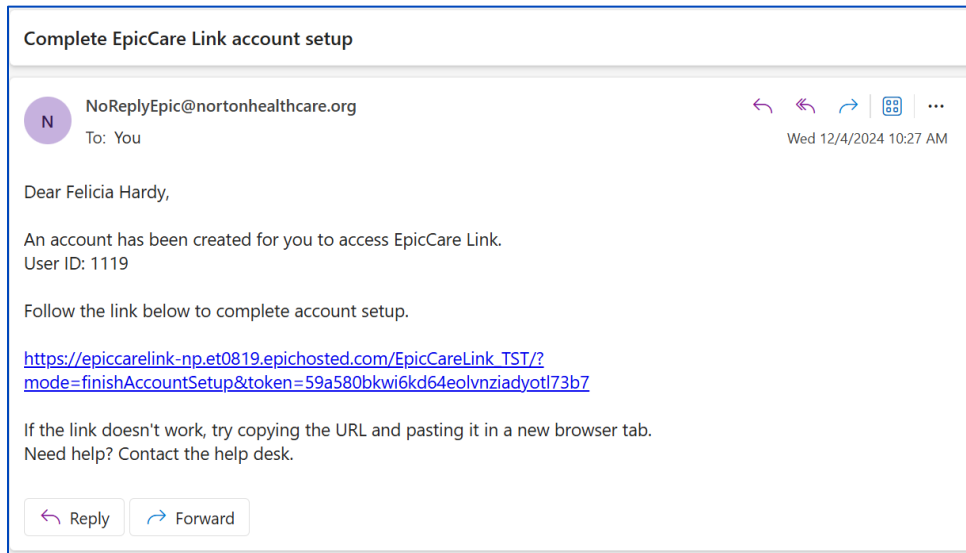 Complete EpicCare Link account setup
N
NoReplyEpic@nortonhealthcare.org
To: You
Wed 12/4/2024 10:27 AM
Dear Felicia Hardy,
An account has been created for you to access EpicCare Link.
User ID: 1119
Follow the link below to complete account setup.
https://epiccarelink-np.et0819.epichosted.com/EpicCareLink_TST/?
mode=finishAccountSetup&token=59a580bkwi6kd64eolvnziadyotl73b7
If the link doesn't work, try copying the URL and pasting it in a new browser tab.
Need help? Contact the help desk.
Reply
Forward